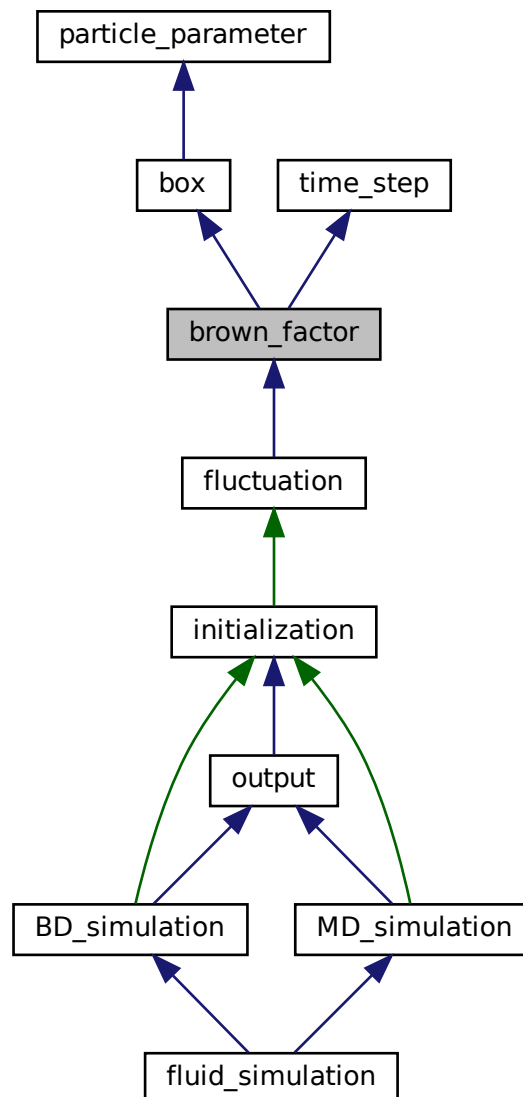 particle_parameter
box
time_step
brown_factor
fluctuation
initialization
output
BD_simulation
MD_simulation
fluid_simulation